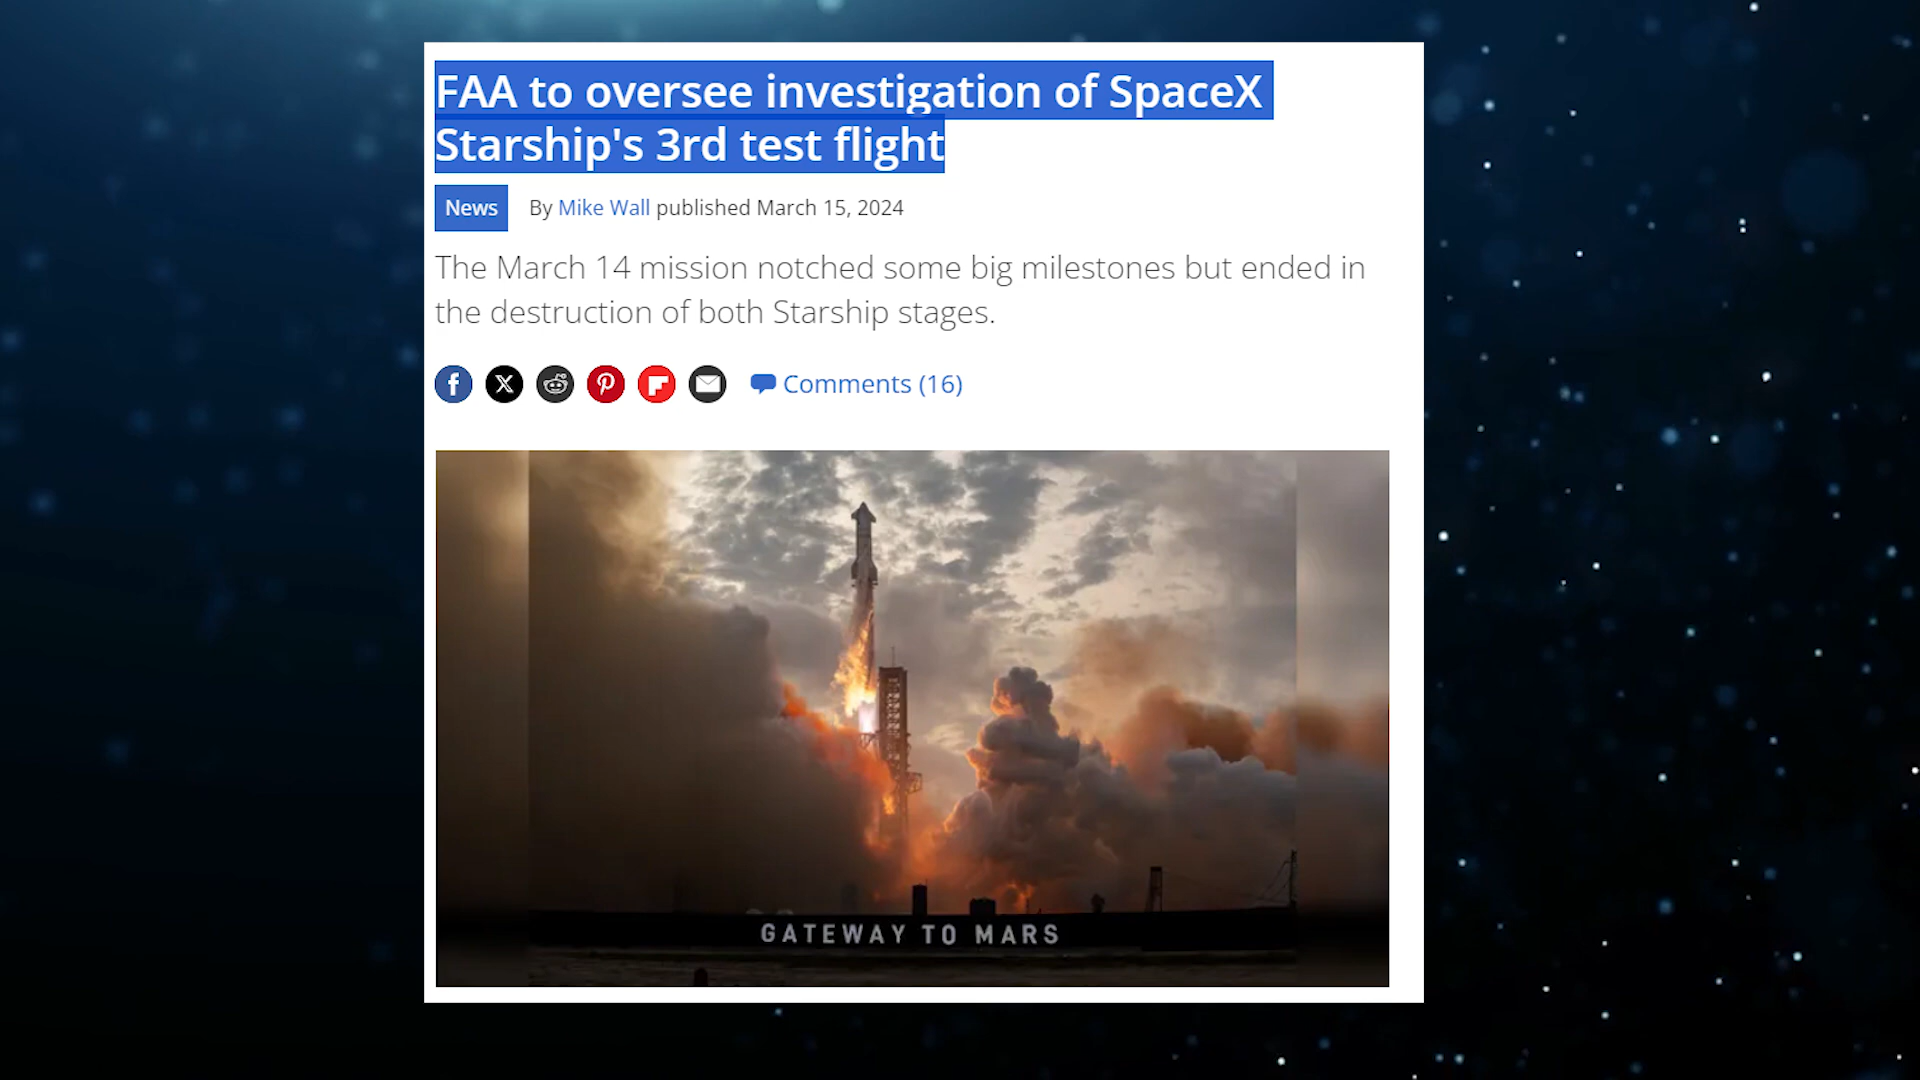 FAA to oversee investigation of SpaceX
Starship's 3rd test flight
News By Mike Wall published March 15, 2024
The March 14 mission notched some big milestones but ended in
the destruction of both Starship stages.
Comments (16)
GATEWAY TO MARS